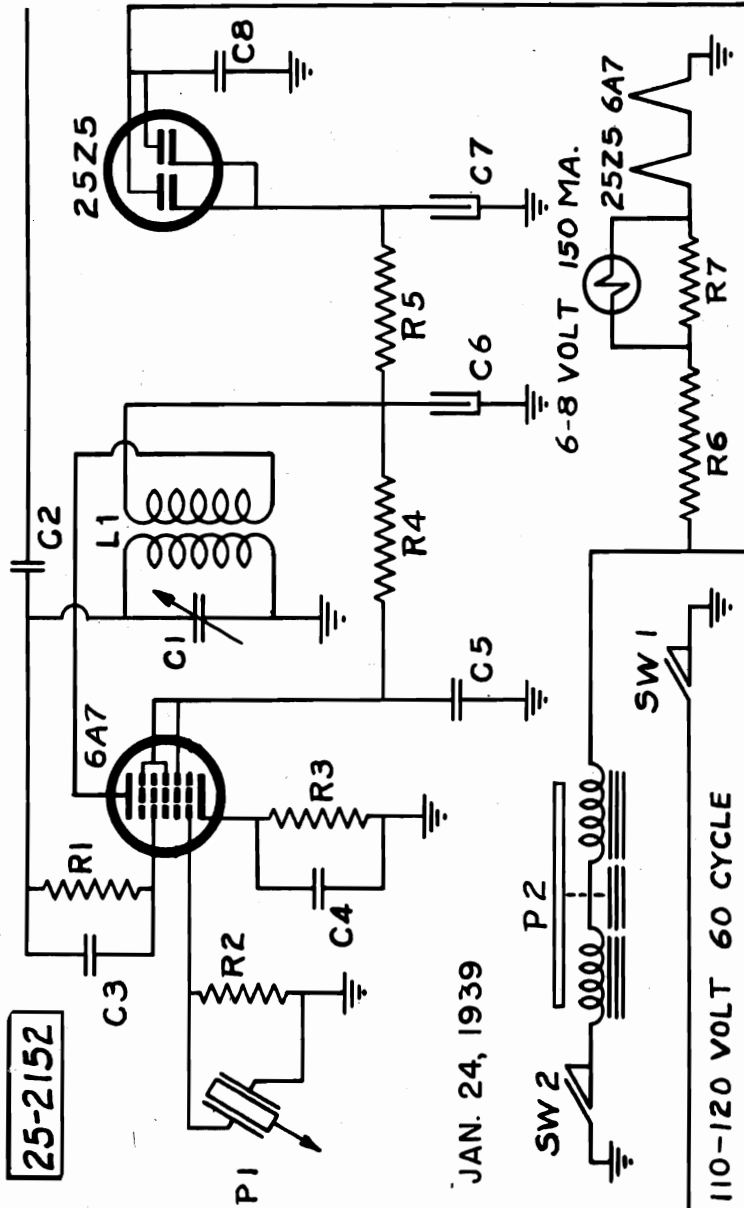 25-2152
C3
R1
6A7
C2
L1
C1
25Z5
C8
P1
R2
C4
R3
C5
R4
C6
R5
C7
JAN. 24, 1939
6-8 VOLT 150 MA.
25Z5 6A7
R6
R7
SW 2
P2
SW 1
110-120 VOLT 60 CYCLE